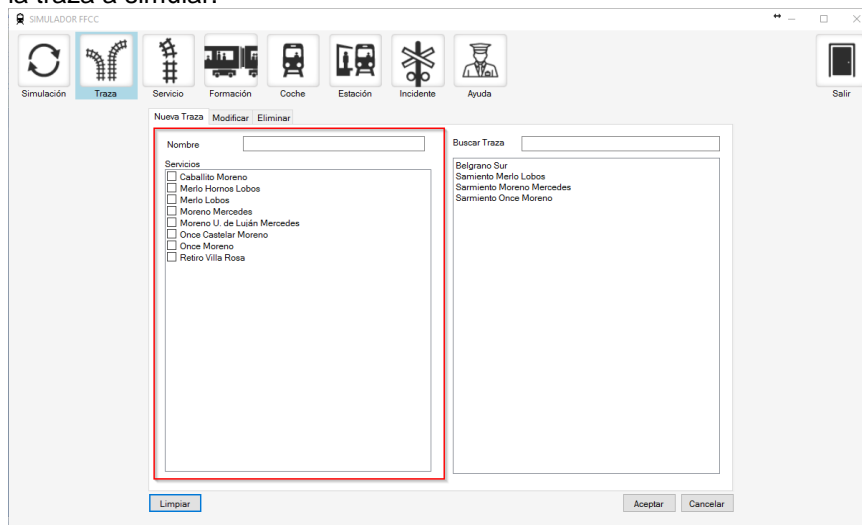 la traza a simular.
SIMULADOR FFCC
Simulación Traza Servicio Formación Coche Estación Incidente Ayuda Salir
Nueva Traza Modificar Eliminar
Nombre Buscar Traza
Servicios
Caballito Moreno
Merlo Hornos Lobos
Merlo Lobos
Moreno Mercedes
Moreno U. de Luján Mercedes
Once Castelar Moreno
Once Moreno
Retiro Villa Rosa
Belgrano Sur
Samiento Merlo Lobos
Sarmiento Moreno Mercedes
Sarmiento Once Moreno
Limpiar Aceptar Cancelar